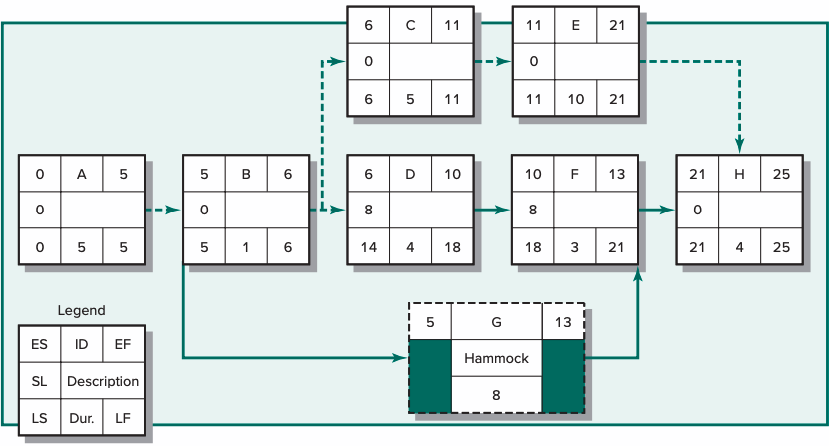 6 C 11
0
6 5 11
11 E 21
0
11 10 21
0 A 5
0
0 5 5
5 B 6
0
5 1 6
6 D 10
8
14 4 18
10 F 13
8
18 3 21
21 H 25
0
21 4 25
5 G 13
Hammock
8
Legend
ES ID EF
SL Description
LS Dur. LF